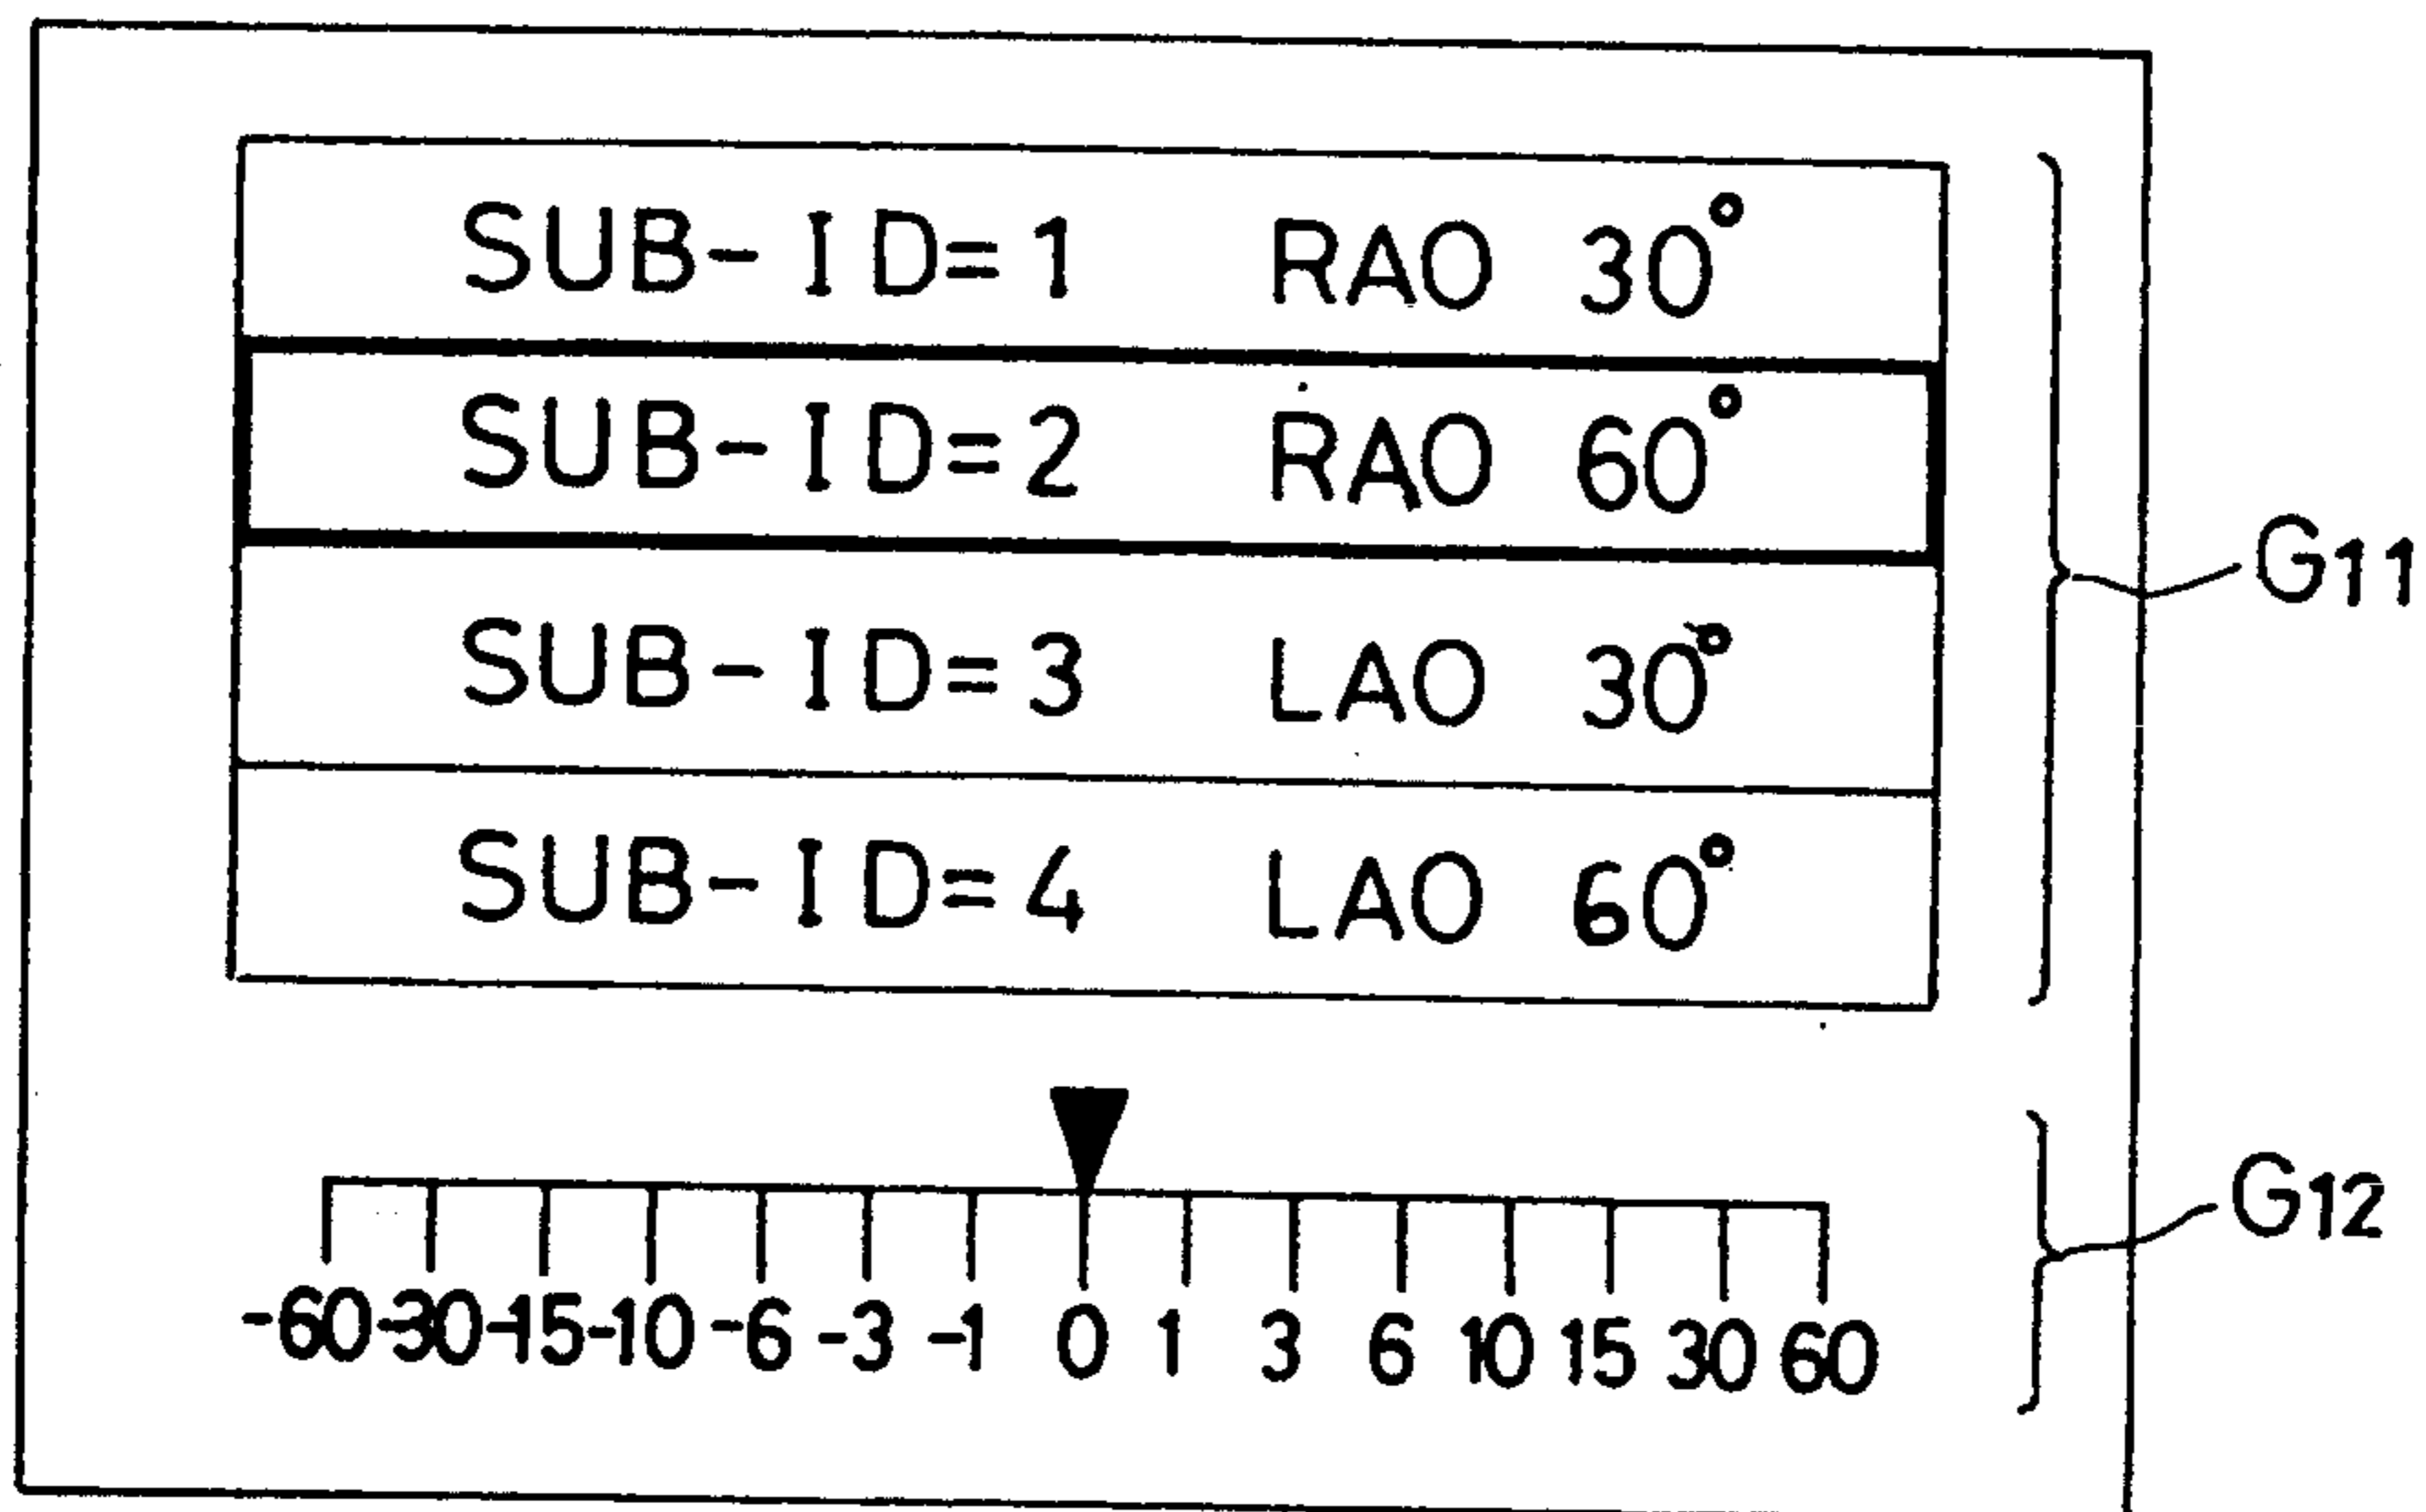 SUB-ID=1 RAO 30°
SUB-ID=2 RAO 60°
SUB-ID=3 LAO 30°
SUB-ID=4 LAO 60°
G11
-60 -30 -15 -10 -6 -3 -1 0 1 3 6 10 15 30 60
G12